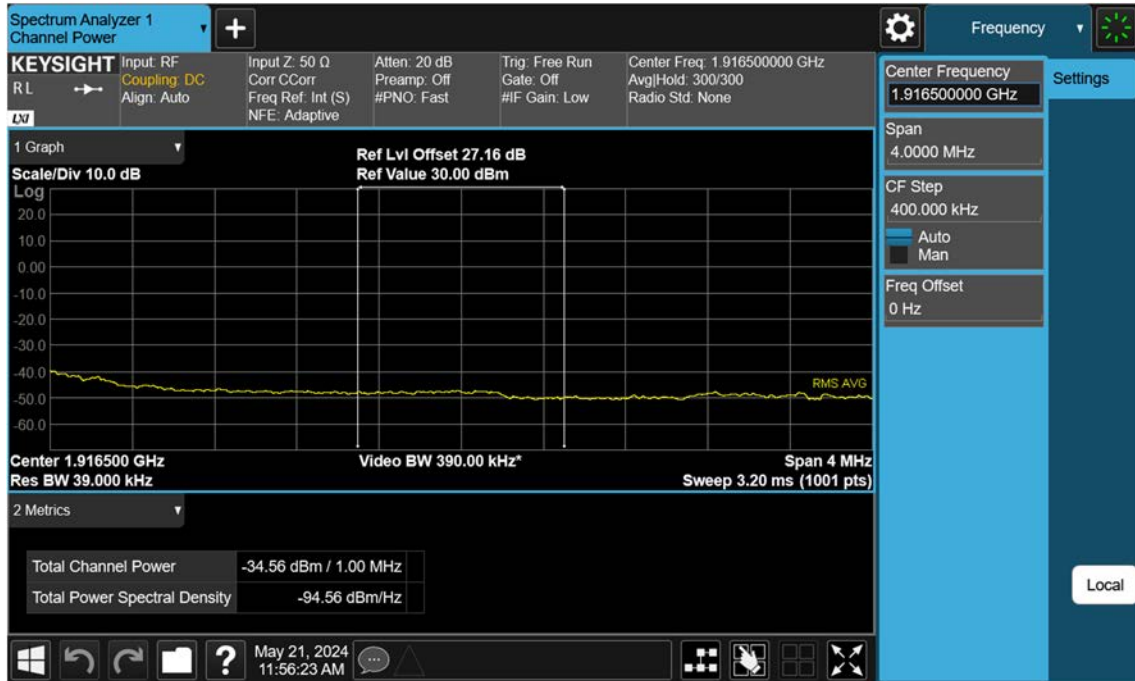 Spectrum Analyzer 1
Channel Power
Frequency
KEYSIGHT
R L
LXI
Input: RF
Coupling: DC
Align: Auto
Input Z: 50 Ω
Corr CCorr
Freq Ref: Int (S)
NFE: Adaptive
Atten: 20 dB
Preamp: Off
#PNO: Fast
Trig: Free Run
Gate: Off
#IF Gain: Low
Center Freq: 1.916500000 GHz
Avg|Hold: 300/300
Radio Std: None
Center Frequency
1.916500000 GHz
Settings
Span
4.0000 MHz
CF Step
400.000 kHz
Auto
Man
Freq Offset
0 Hz
Local
1 Graph
Scale/Div 10.0 dB
Ref Lvl Offset 27.16 dB
Ref Value 30.00 dBm
Log
20.0
10.0
0.00
-10.0
-20.0
-30.0
-40.0
-50.0
-60.0
RMS AVG
Center 1.916500 GHz
Video BW 390.00 kHz*
Span 4 MHz
Res BW 39.000 kHz
Sweep 3.20 ms (1001 pts)
2 Metrics
Total Channel Power -34.56 dBm / 1.00 MHz
Total Power Spectral Density -94.56 dBm/Hz
May 21, 2024
11:56:23 AM